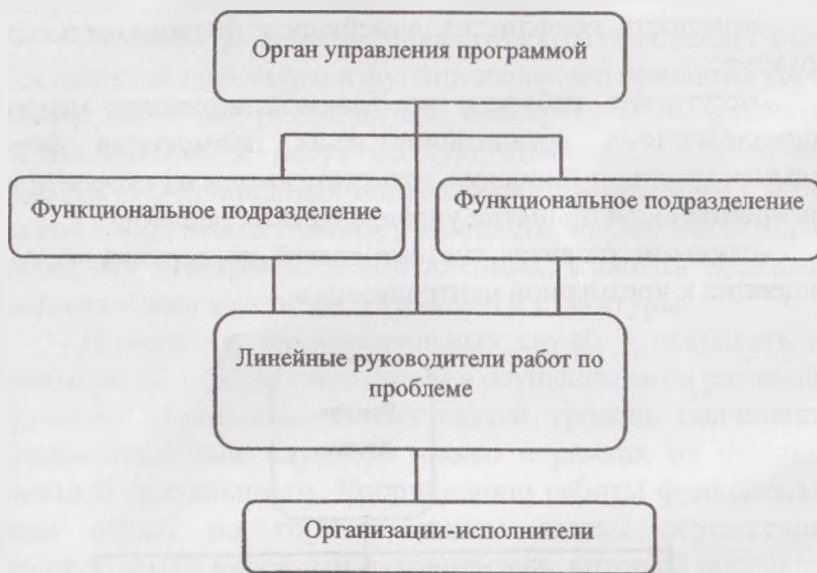 Орган управления программой
Функциональное подразделение
Функциональное подразделение
Линейные руководители работ по
проблеме
Организации-исполнители